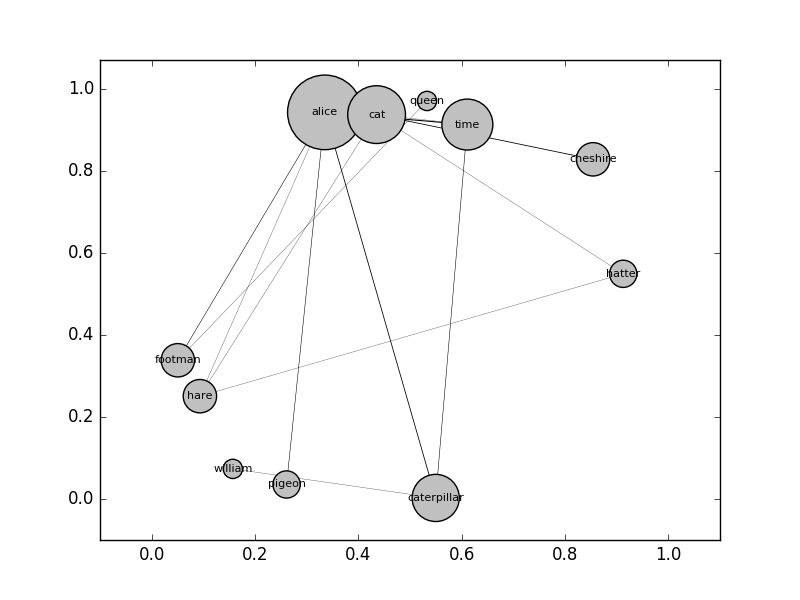 1.0
0.8
0.6
0.4
0.2
0.0
alice
cat
queen
time
cheshire
hatter
footman
hare
william
pigeon
caterpillar
0.0 0.2 0.4 0.6 0.8 1.0